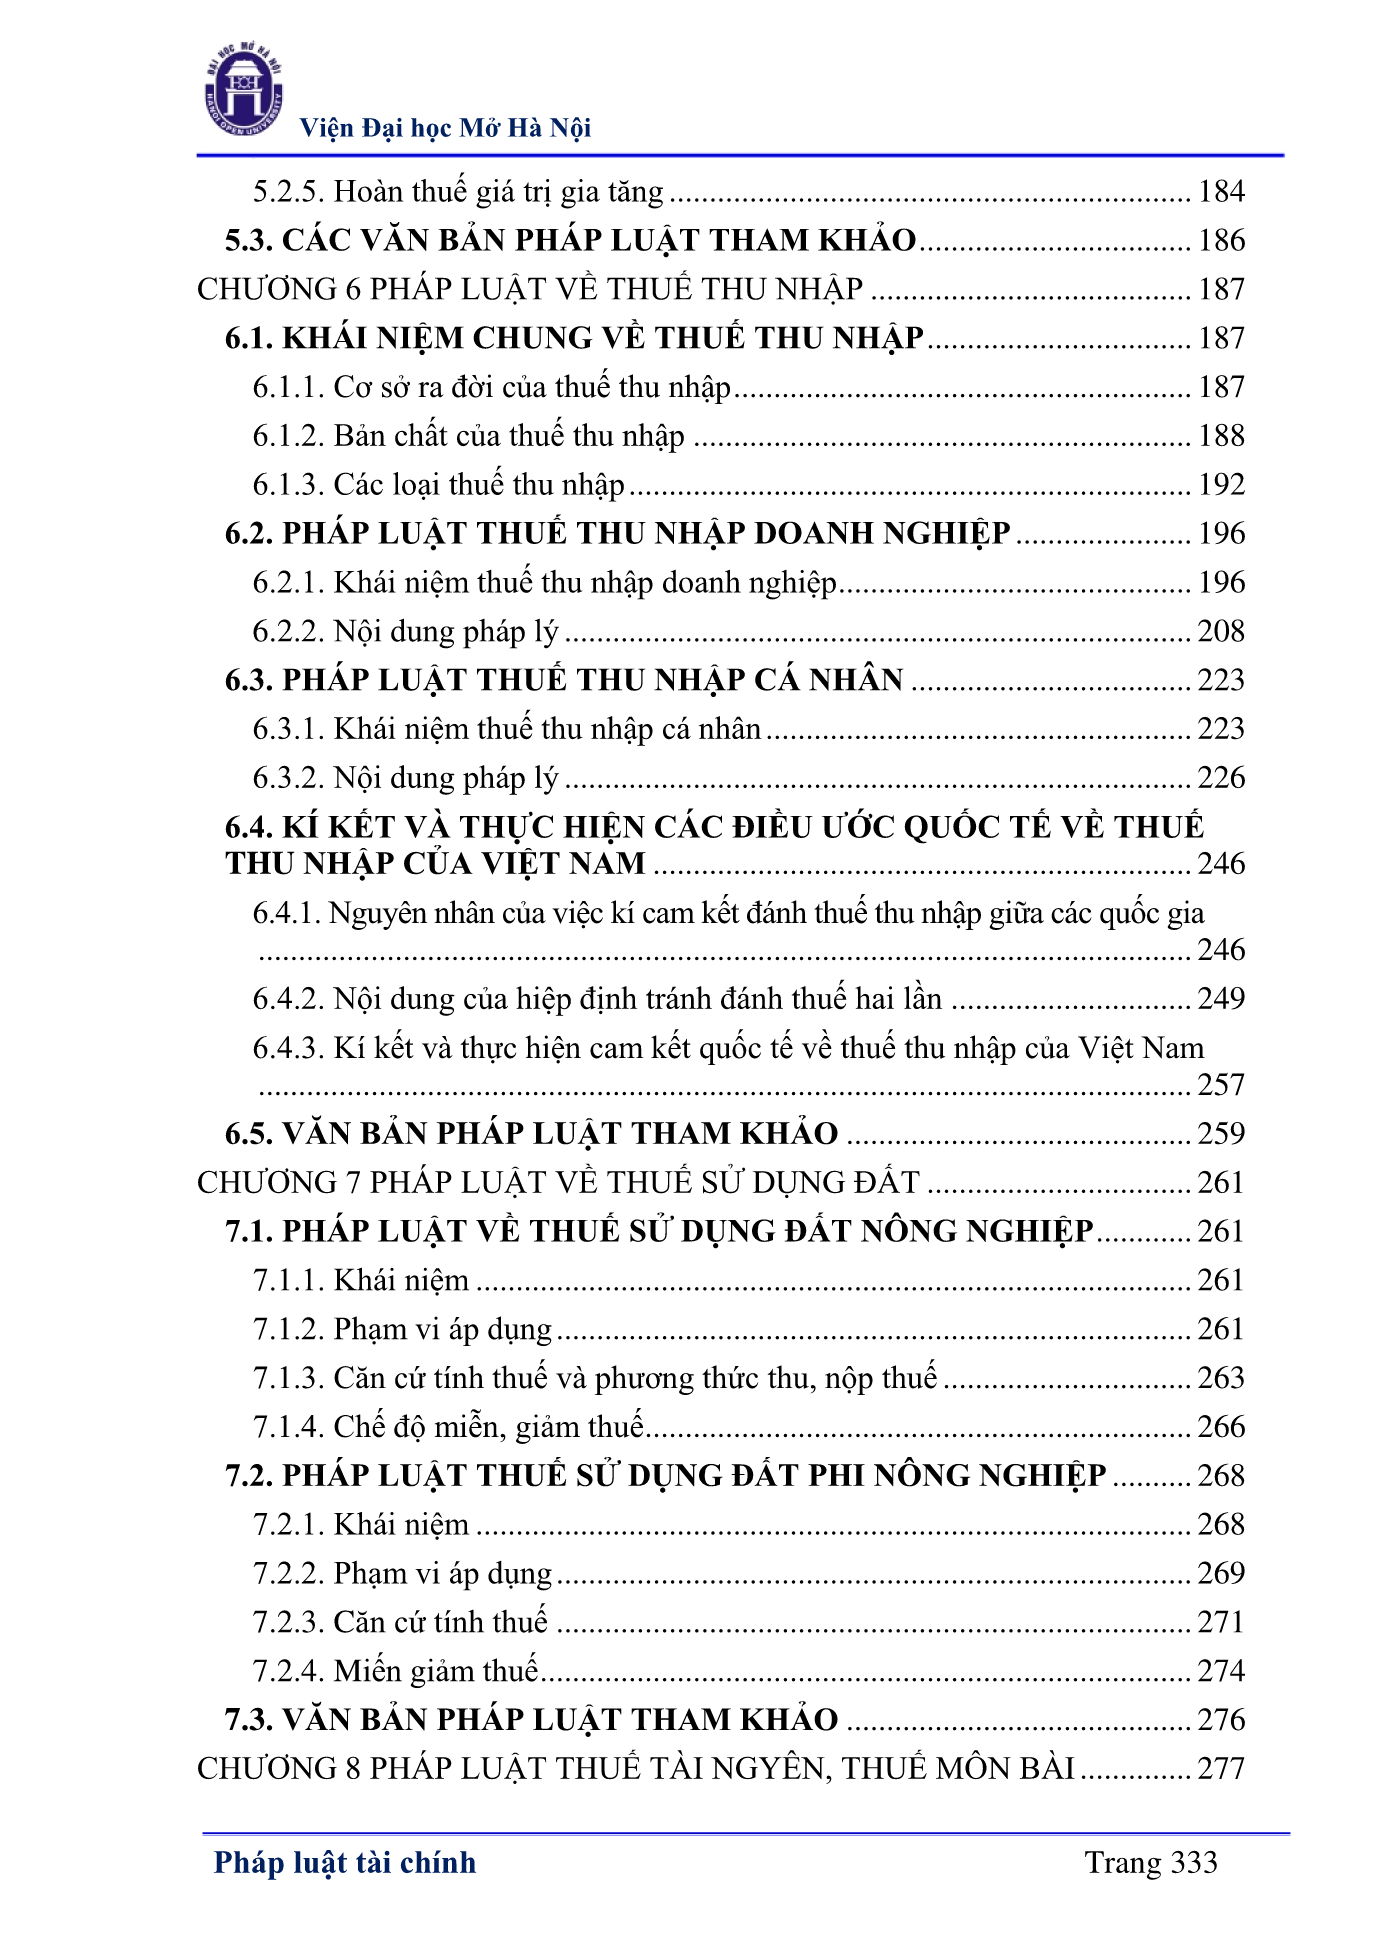 ĐẠI HỌC MỞ HÀ NỘI
HOU
HANOI OPEN UNIVERSITY
Viện Đại học Mở Hà Nội
5.2.5. Hoàn thuế giá trị gia tăng ........ 184
5.3. CÁC VĂN BẢN PHÁP LUẬT THAM KHẢO ........ 186
CHƯƠNG 6 PHÁP LUẬT VỀ THUẾ THU NHẬP ........ 187
6.1. KHÁI NIỆM CHUNG VỀ THUẾ THU NHẬP ........ 187
6.1.1. Cơ sở ra đời của thuế thu nhập ........ 187
6.1.2. Bản chất của thuế thu nhập ........ 188
6.1.3. Các loại thuế thu nhập ........ 192
6.2. PHÁP LUẬT THUẾ THU NHẬP DOANH NGHIỆP ........ 196
6.2.1. Khái niệm thuế thu nhập doanh nghiệp ........ 196
6.2.2. Nội dung pháp lý ........ 208
6.3. PHÁP LUẬT THUẾ THU NHẬP CÁ NHÂN ........ 223
6.3.1. Khái niệm thuế thu nhập cá nhân ........ 223
6.3.2. Nội dung pháp lý ........ 226
6.4. KÍ KẾT VÀ THỰC HIỆN CÁC ĐIỀU ƯỚC QUỐC TẾ VỀ THUẾ
THU NHẬP CỦA VIỆT NAM ........ 246
6.4.1. Nguyên nhân của việc kí cam kết đánh thuế thu nhập giữa các quốc gia
........ 246
6.4.2. Nội dung của hiệp định tránh đánh thuế hai lần ........ 249
6.4.3. Kí kết và thực hiện cam kết quốc tế về thuế thu nhập của Việt Nam
........ 257
6.5. VĂN BẢN PHÁP LUẬT THAM KHẢO ........ 259
CHƯƠNG 7 PHÁP LUẬT VỀ THUẾ SỬ DỤNG ĐẤT ........ 261
7.1. PHÁP LUẬT VỀ THUẾ SỬ DỤNG ĐẤT NÔNG NGHIỆP ........ 261
7.1.1. Khái niệm ........ 261
7.1.2. Phạm vi áp dụng ........ 261
7.1.3. Căn cứ tính thuế và phương thức thu, nộp thuế ........ 263
7.1.4. Chế độ miễn, giảm thuế ........ 266
7.2. PHÁP LUẬT THUẾ SỬ DỤNG ĐẤT PHI NÔNG NGHIỆP ........ 268
7.2.1. Khái niệm ........ 268
7.2.2. Phạm vi áp dụng ........ 269
7.2.3. Căn cứ tính thuế ........ 271
7.2.4. Miến giảm thuế ........ 274
7.3. VĂN BẢN PHÁP LUẬT THAM KHẢO ........ 276
CHƯƠNG 8 PHÁP LUẬT THUẾ TÀI NGYÊN, THUẾ MÔN BÀI ........ 277
Pháp luật tài chính Trang 333